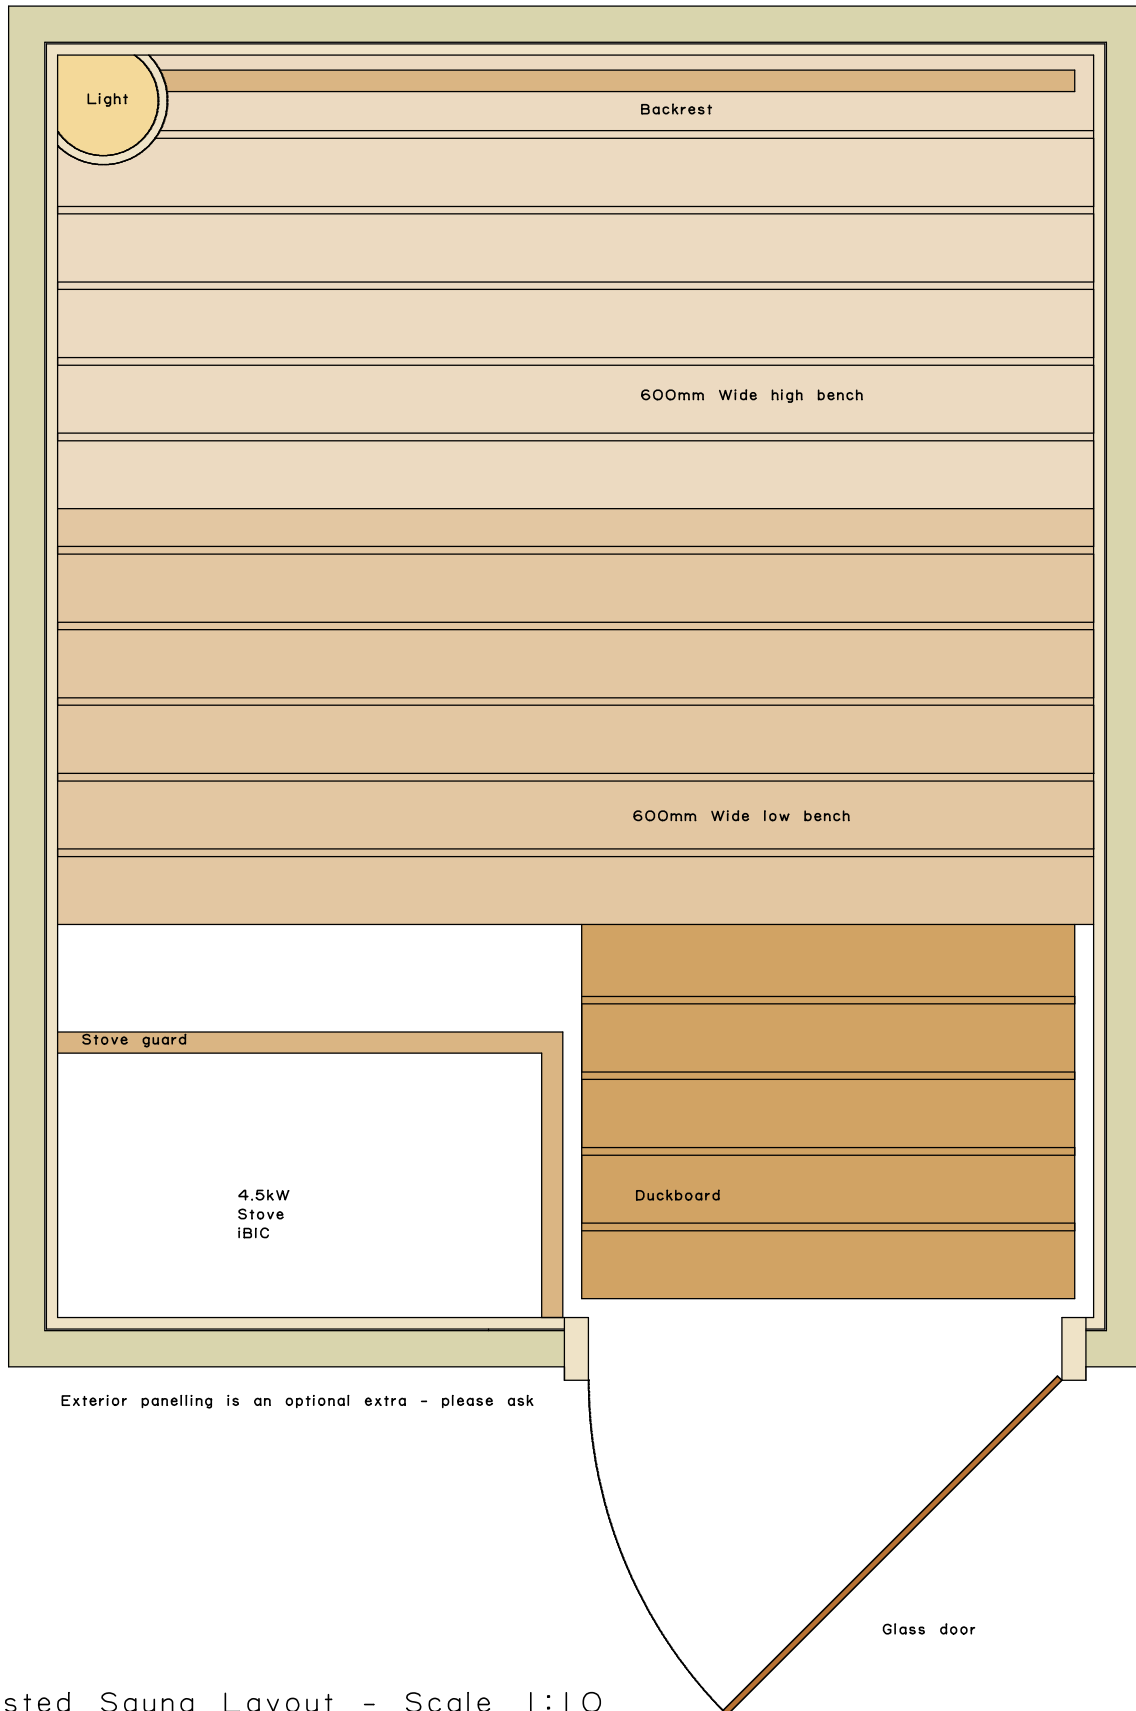 Light
Backrest
600mm Wide high bench
600mm Wide low bench
Stove guard
4.5kW
Stove
iBIC
Duckboard
Exterior panelling is an optional extra - please ask
Glass door
sted Sauna Layout - Scale 1:10